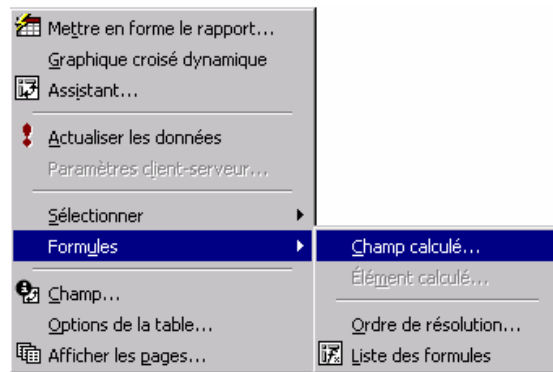 Mettre en forme le rapport...
Graphique croisé dynamique
Assistant...
Actualiser les données
Paramètres client-serveur...
Sélectionner
Formules
Champ...
Options de la table...
Afficher les pages...
Champ calculé...
Élément calculé...
Ordre de résolution...
Liste des formules